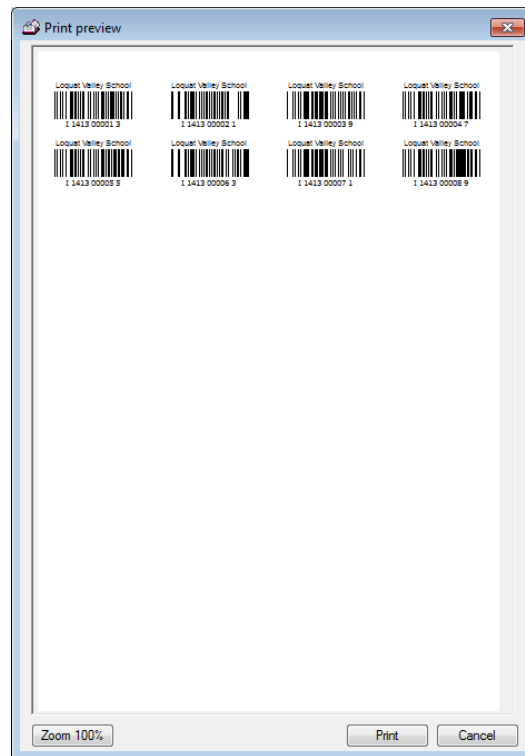 Print preview
Loquat Valley School Loquat Valley School Loquat Valley School Loquat Valley School
I 1413 00001 3 I 1413 00002 1 I 1413 00003 9 I 1413 00004 7
Loquat Valley School Loquat Valley School Loquat Valley School Loquat Valley School
I 1413 00005 5 I 1413 00006 3 I 1413 00007 1 I 1413 00008 9
Zoom 100% Print Cancel